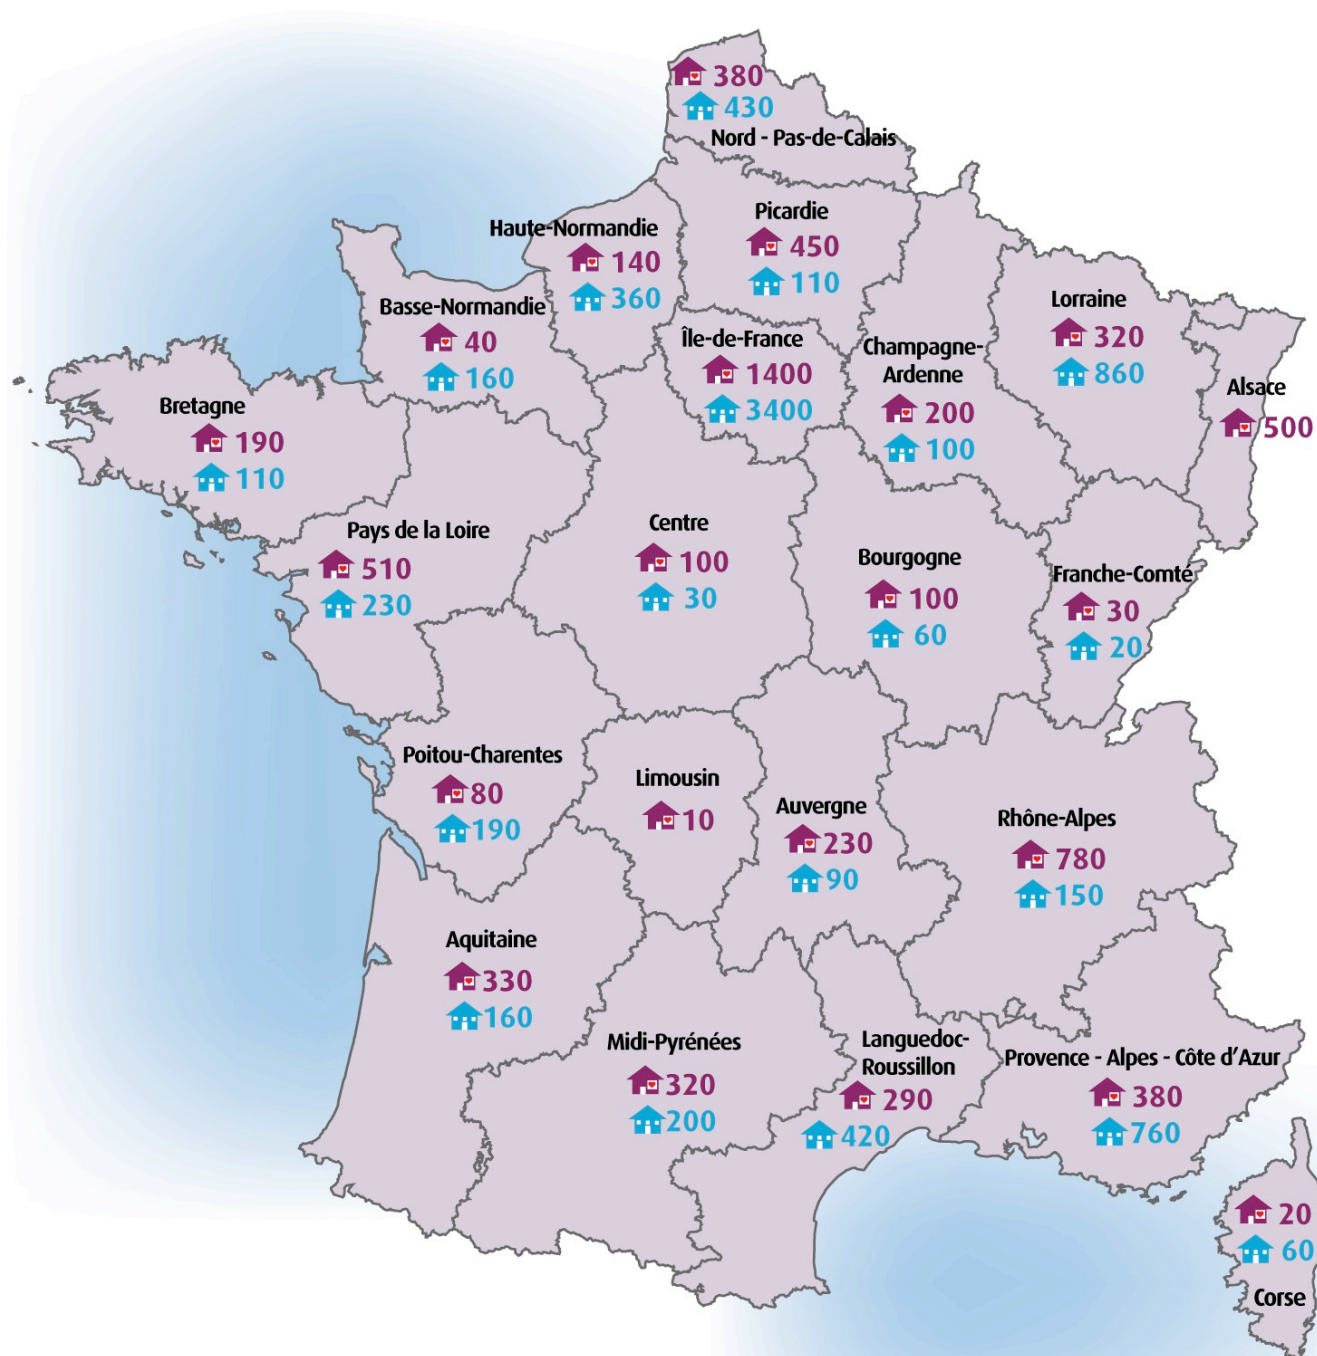 380
430
Nord - Pas-de-Calais
Picardie
450
110
Haute-Normandie
140
360
Basse-Normandie
40
160
Île-de-France
1400
3400
Champagne-
Ardenne
200
100
Lorraine
320
860
Alsace
500
Bretagne
190
110
Pays de la Loire
510
230
Centre
100
30
Bourgogne
100
60
Franche-Comté
30
20
Poitou-Charentes
80
190
Limousin
10
Auvergne
230
90
Rhône-Alpes
780
150
Aquitaine
330
160
Midi-Pyrénées
320
200
Languedoc-
Roussillon
290
420
Provence - Alpes - Côte d'Azur
380
760
20
60
Corse